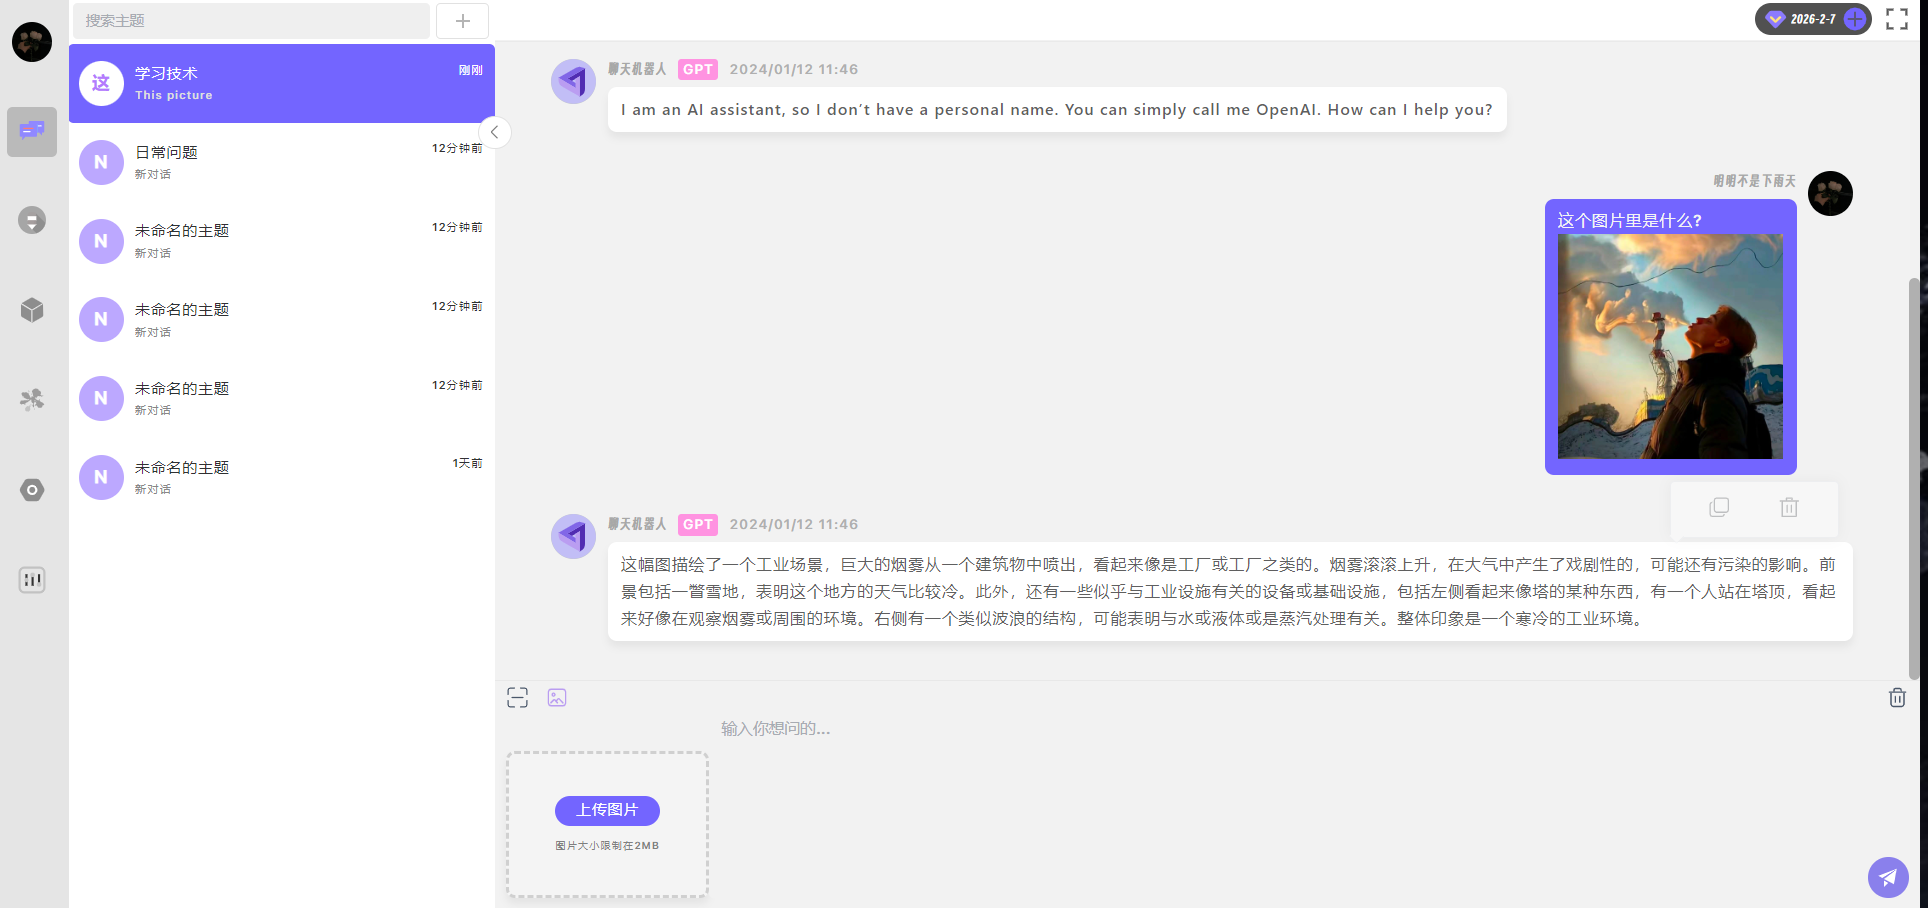 搜索主题
这
学习技术
刚刚
This picture
N
日常问题
12分钟前
新对话
N
未命名的主题
12分钟前
新对话
N
未命名的主题
12分钟前
新对话
N
未命名的主题
12分钟前
新对话
N
未命名的主题
1天前
新对话
2026-2-7
聊天机器人 GPT 2024/01/12 11:46
I am an AI assistant, so I don’t have a personal name. You can simply call me OpenAI. How can I help you?
明明不是下雨天
这个图片里是什么?
聊天机器人 GPT 2024/01/12 11:46
这幅图描绘了一个工业场景，巨大的烟雾从一个建筑物中喷出，看起来像是工厂或工厂之类的。烟雾滚滚上升，在大气中产生了戏剧性的，可能还有污染的影响。前
景包括一瞥雪地，表明这个地方的天气比较冷。此外，还有一些似乎与工业设施有关的设备或基础设施，包括左侧看起来像塔的某种东西，有一个人站在塔顶，看起
来好像在观察烟雾或周围的环境。右侧有一个类似波浪的结构，可能表明与水或液体或是蒸汽处理有关。整体印象是一个寒冷的工业环境。
输入你想问的...
上传图片
图片大小限制在2MB